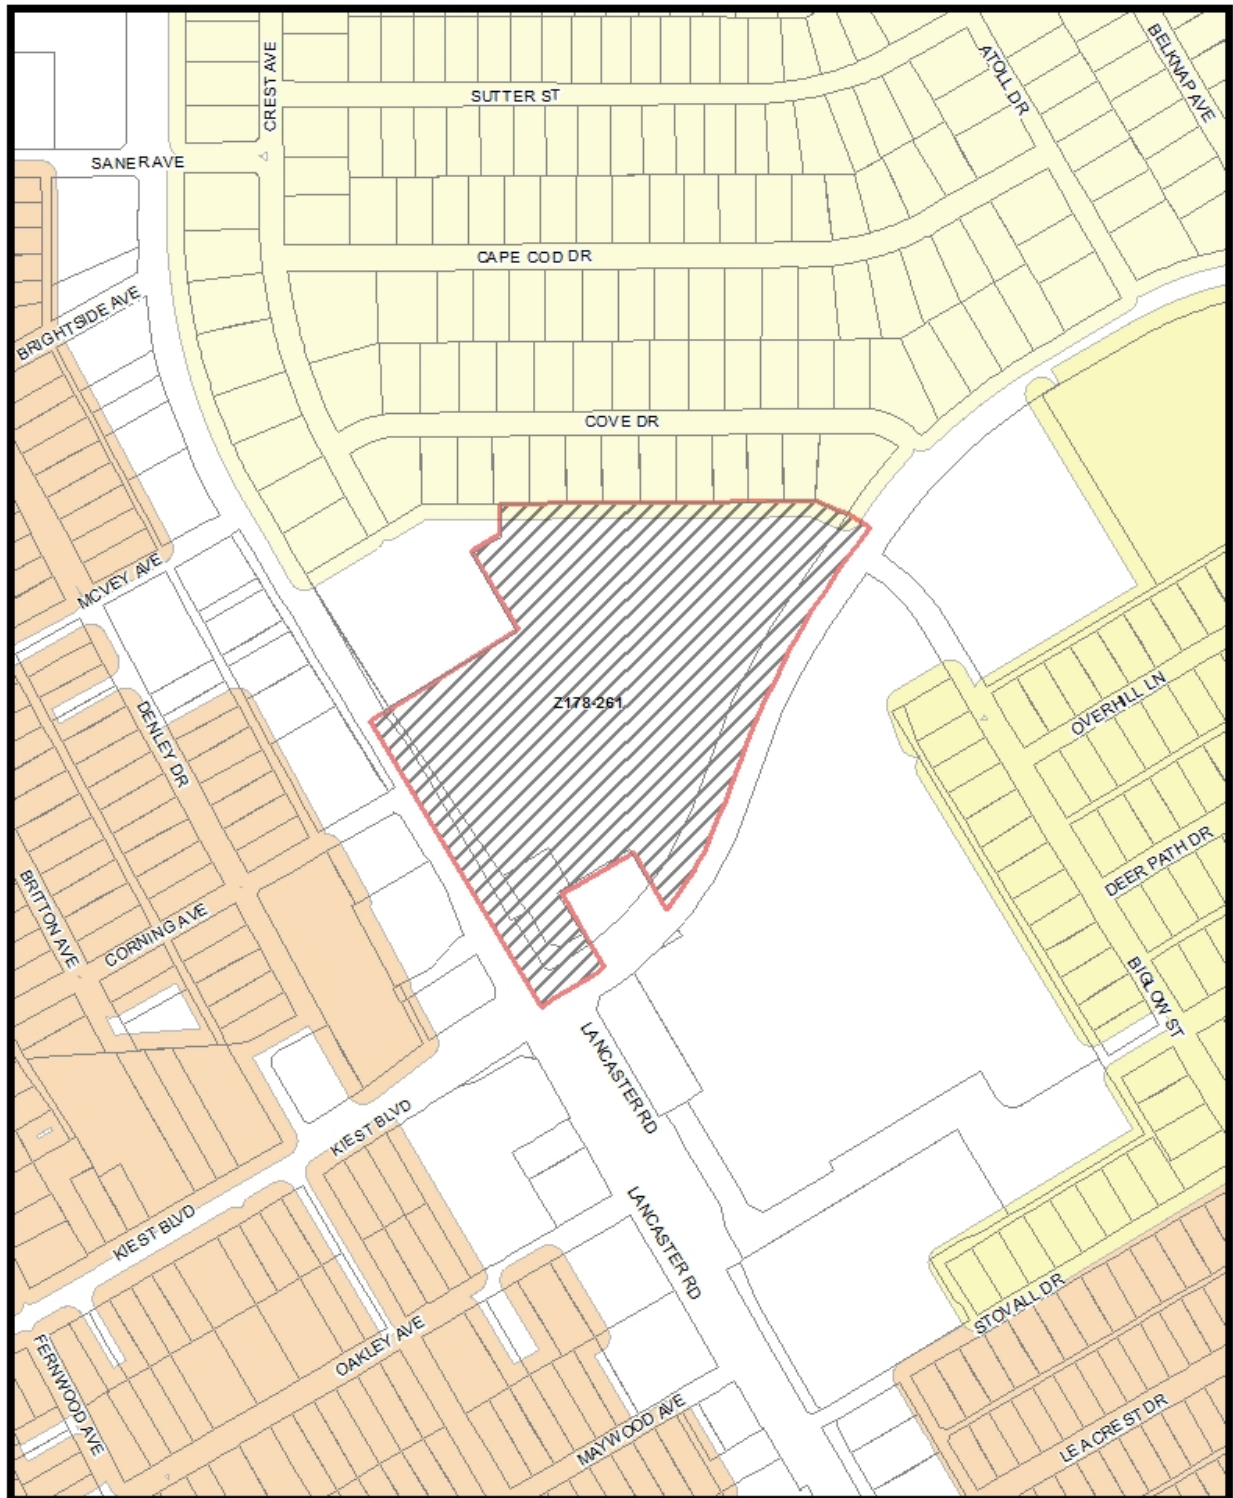 BELKNAP AVE
CREST AVE
ATOLL DR
SUTTER ST
SANER AVE
CAPE COD DR
BRIGHTSIDE AVE
COVE DR
MCVEY AVE
OVERHILL LN
Z178-261
DENLEY DR
DEER PATH DR
BRITTON AVE
CORNING AVE
BIGLOW ST
LANCASTER RD
KIEST BLVD
LANCASTER RD
KIEST BLVD
STOVALL DR
OAKLEY AVE
FERNWOOD AVE
MAYWOOD AVE
LEACREST DR